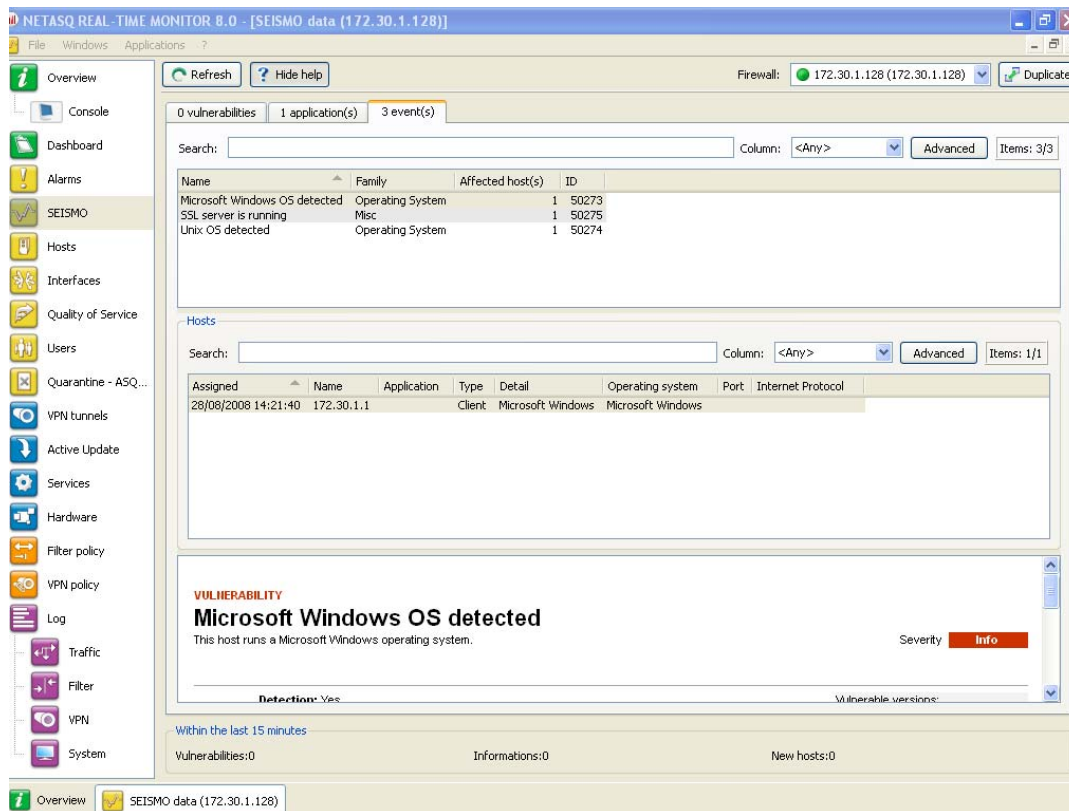 NETASQ REAL-TIME MONITOR 8.0 - [SEISMO data (172.30.1.128)]
File Windows Applications ?
Overview
Console
Dashboard
Alarms
SEISMO
Hosts
Interfaces
Quality of Service
Users
Quarantine - ASQ...
VPN tunnels
Active Update
Services
Hardware
Filter policy
VPN policy
Log
Traffic
Filter
VPN
System
Refresh ? Hide help Firewall: 172.30.1.128 (172.30.1.128) Duplicate
0 vulnerabilities 1 application(s) 3 event(s)
Search: Column: <Any> Advanced Items: 3/3
Name Family Affected host(s) ID
Microsoft Windows OS detected Operating System 1 50273
SSL server is running Misc 1 50275
Unix OS detected Operating System 1 50274
Hosts
Search: Column: <Any> Advanced Items: 1/1
Assigned Name Application Type Detail Operating system Port Internet Protocol
28/08/2008 14:21:40 172.30.1.1 Client Microsoft Windows Microsoft Windows
VULNERABILITY
Microsoft Windows OS detected
This host runs a Microsoft Windows operating system.
Severity Info
Detection: Yes Vulnerable versions:
Within the last 15 minutes
Vulnerabilities:0 Informations:0 New hosts:0
Overview SEISMO data (172.30.1.128)